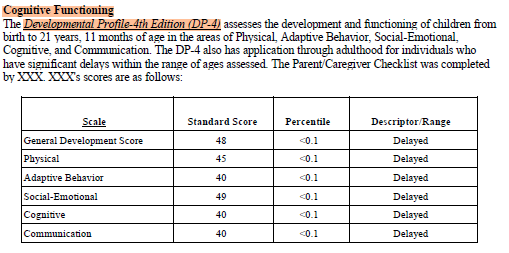 Cognitive Functioning
The Developmental Profile-4th Edition (DP-4) assesses the development and functioning of children from
birth to 21 years, 11 months of age in the areas of Physical, Adaptive Behavior, Social-Emotional,
Cognitive, and Communication. The DP-4 also has application through adulthood for individuals who
have significant delays within the range of ages assessed. The Parent/Caregiver Checklist was completed
by XXX. XXX's scores are as follows:
Scale Standard Score Percentile Descriptor/Range
General Development Score 48 <0.1 Delayed
Physical 45 <0.1 Delayed
Adaptive Behavior 40 <0.1 Delayed
Social-Emotional 49 <0.1 Delayed
Cognitive 40 <0.1 Delayed
Communication 40 <0.1 Delayed